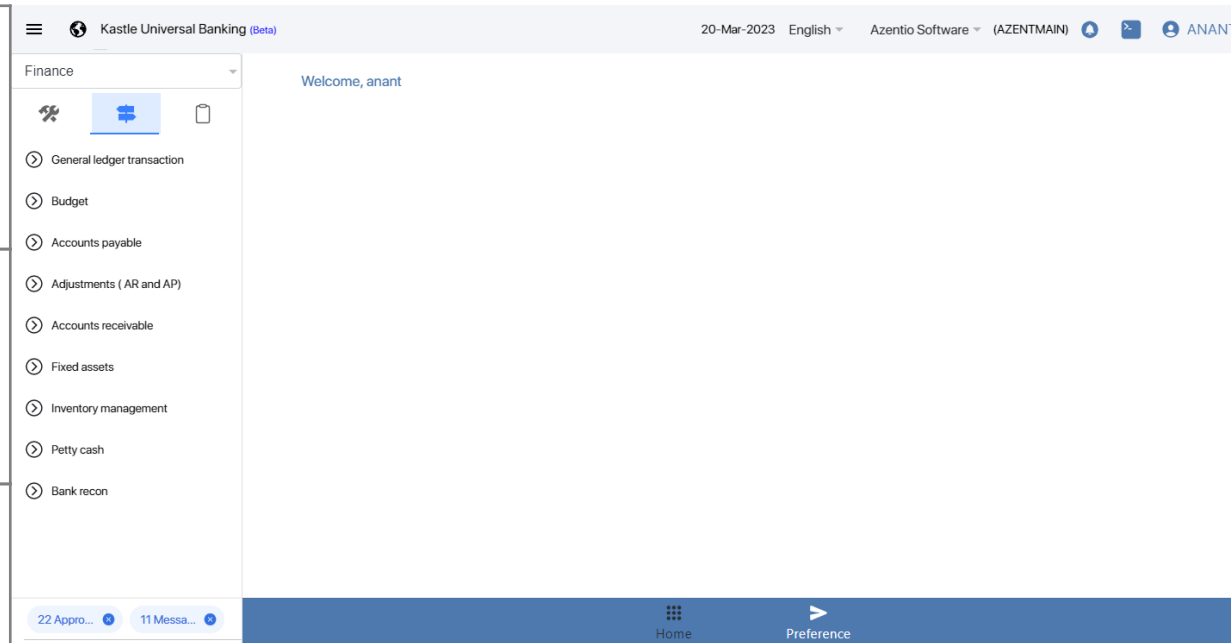 Kastle Universal Banking (Beta)
20-Mar-2023 English Azentio Software (AZENTMAIN) ANANT
Finance
Welcome, anant
General ledger transaction
Budget
Accounts payable
Adjustments ( AR and AP)
Accounts receivable
Fixed assets
Inventory management
Petty cash
Bank recon
22 Appro... 11 Messa...
Home Preference